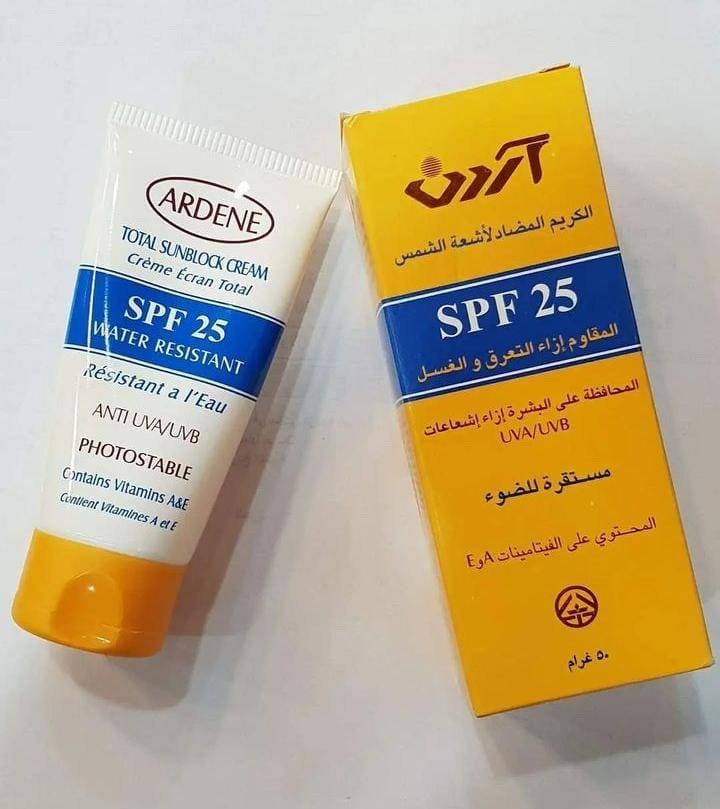 ARDENE
TOTAL SUNBLOCK CREAM
Crème Écran Total
SPF 25
WATER RESISTANT
Résistant a l'Eau
ANTI UVA/UVB
PHOTOSTABLE
Contains Vitamins A&E
Contient Vitamines A et E
آردن
الكريم المضاد لأشعة الشمس
SPF 25
المقاوم إزاء التعرق و الغسل
المحافظة على البشرة إزاء إشعاعات
UVA/UVB
مستقرة للضوء
المحتوي على الفيتامينات A وE
٥٠ غرام